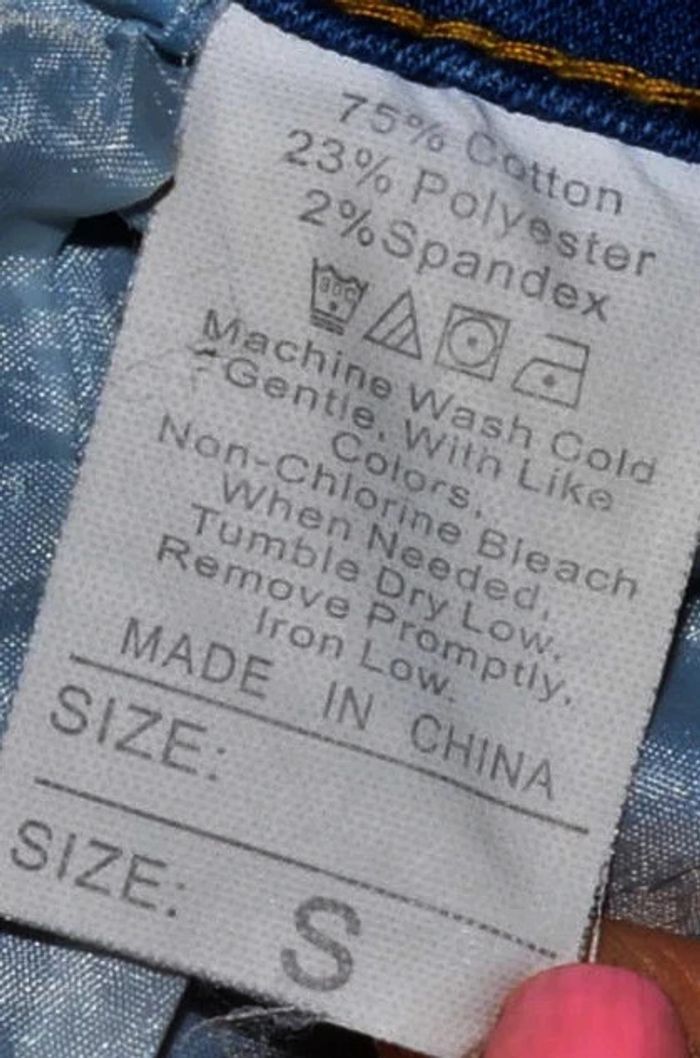 75% Cotton
23% Polyester
2%Spandex
30C
Machine Wash Cold
-Gentle. With Like
Colors.
Non-Chlorine Bleach
When Needed.
Tumble Dry Low.
Remove Promptly.
Iron Low.
MADE IN CHINA
SIZE:
SIZE: S